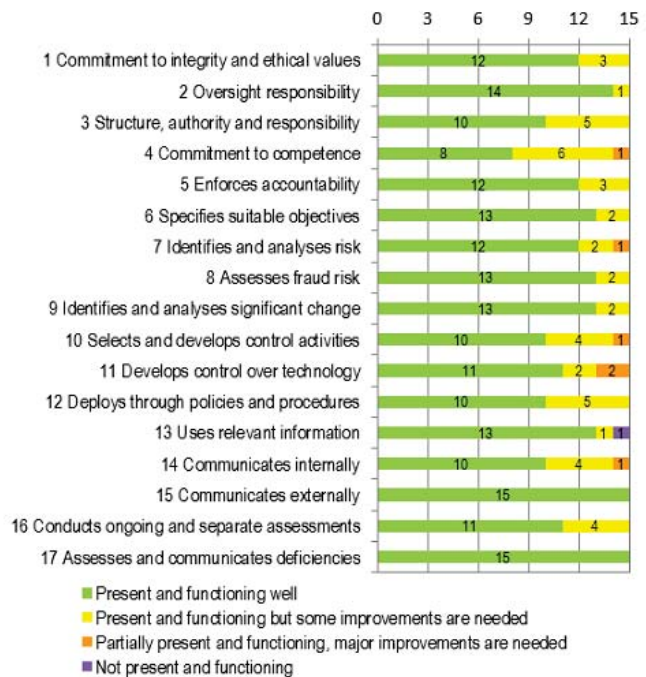 0 3 6 9 12 15
1 Commitment to integrity and ethical values 12 3
2 Oversight responsibility 14 1
3 Structure, authority and responsibility 10 5
4 Commitment to competence 8 6 1
5 Enforces accountability 12 3
6 Specifies suitable objectives 13 2
7 Identifies and analyses risk 12 2 1
8 Assesses fraud risk 13 2
9 Identifies and analyses significant change 13 2
10 Selects and develops control activities 10 4 1
11 Develops control over technology 11 2 2
12 Deploys through policies and procedures 10 5
13 Uses relevant information 13 1 1
14 Communicates internally 10 4 1
15 Communicates externally 15
16 Conducts ongoing and separate assessments 11 4
17 Assesses and communicates deficiencies 15
Present and functioning well
Present and functioning but some improvements are needed
Partially present and functioning, major improvements are needed
Not present and functioning